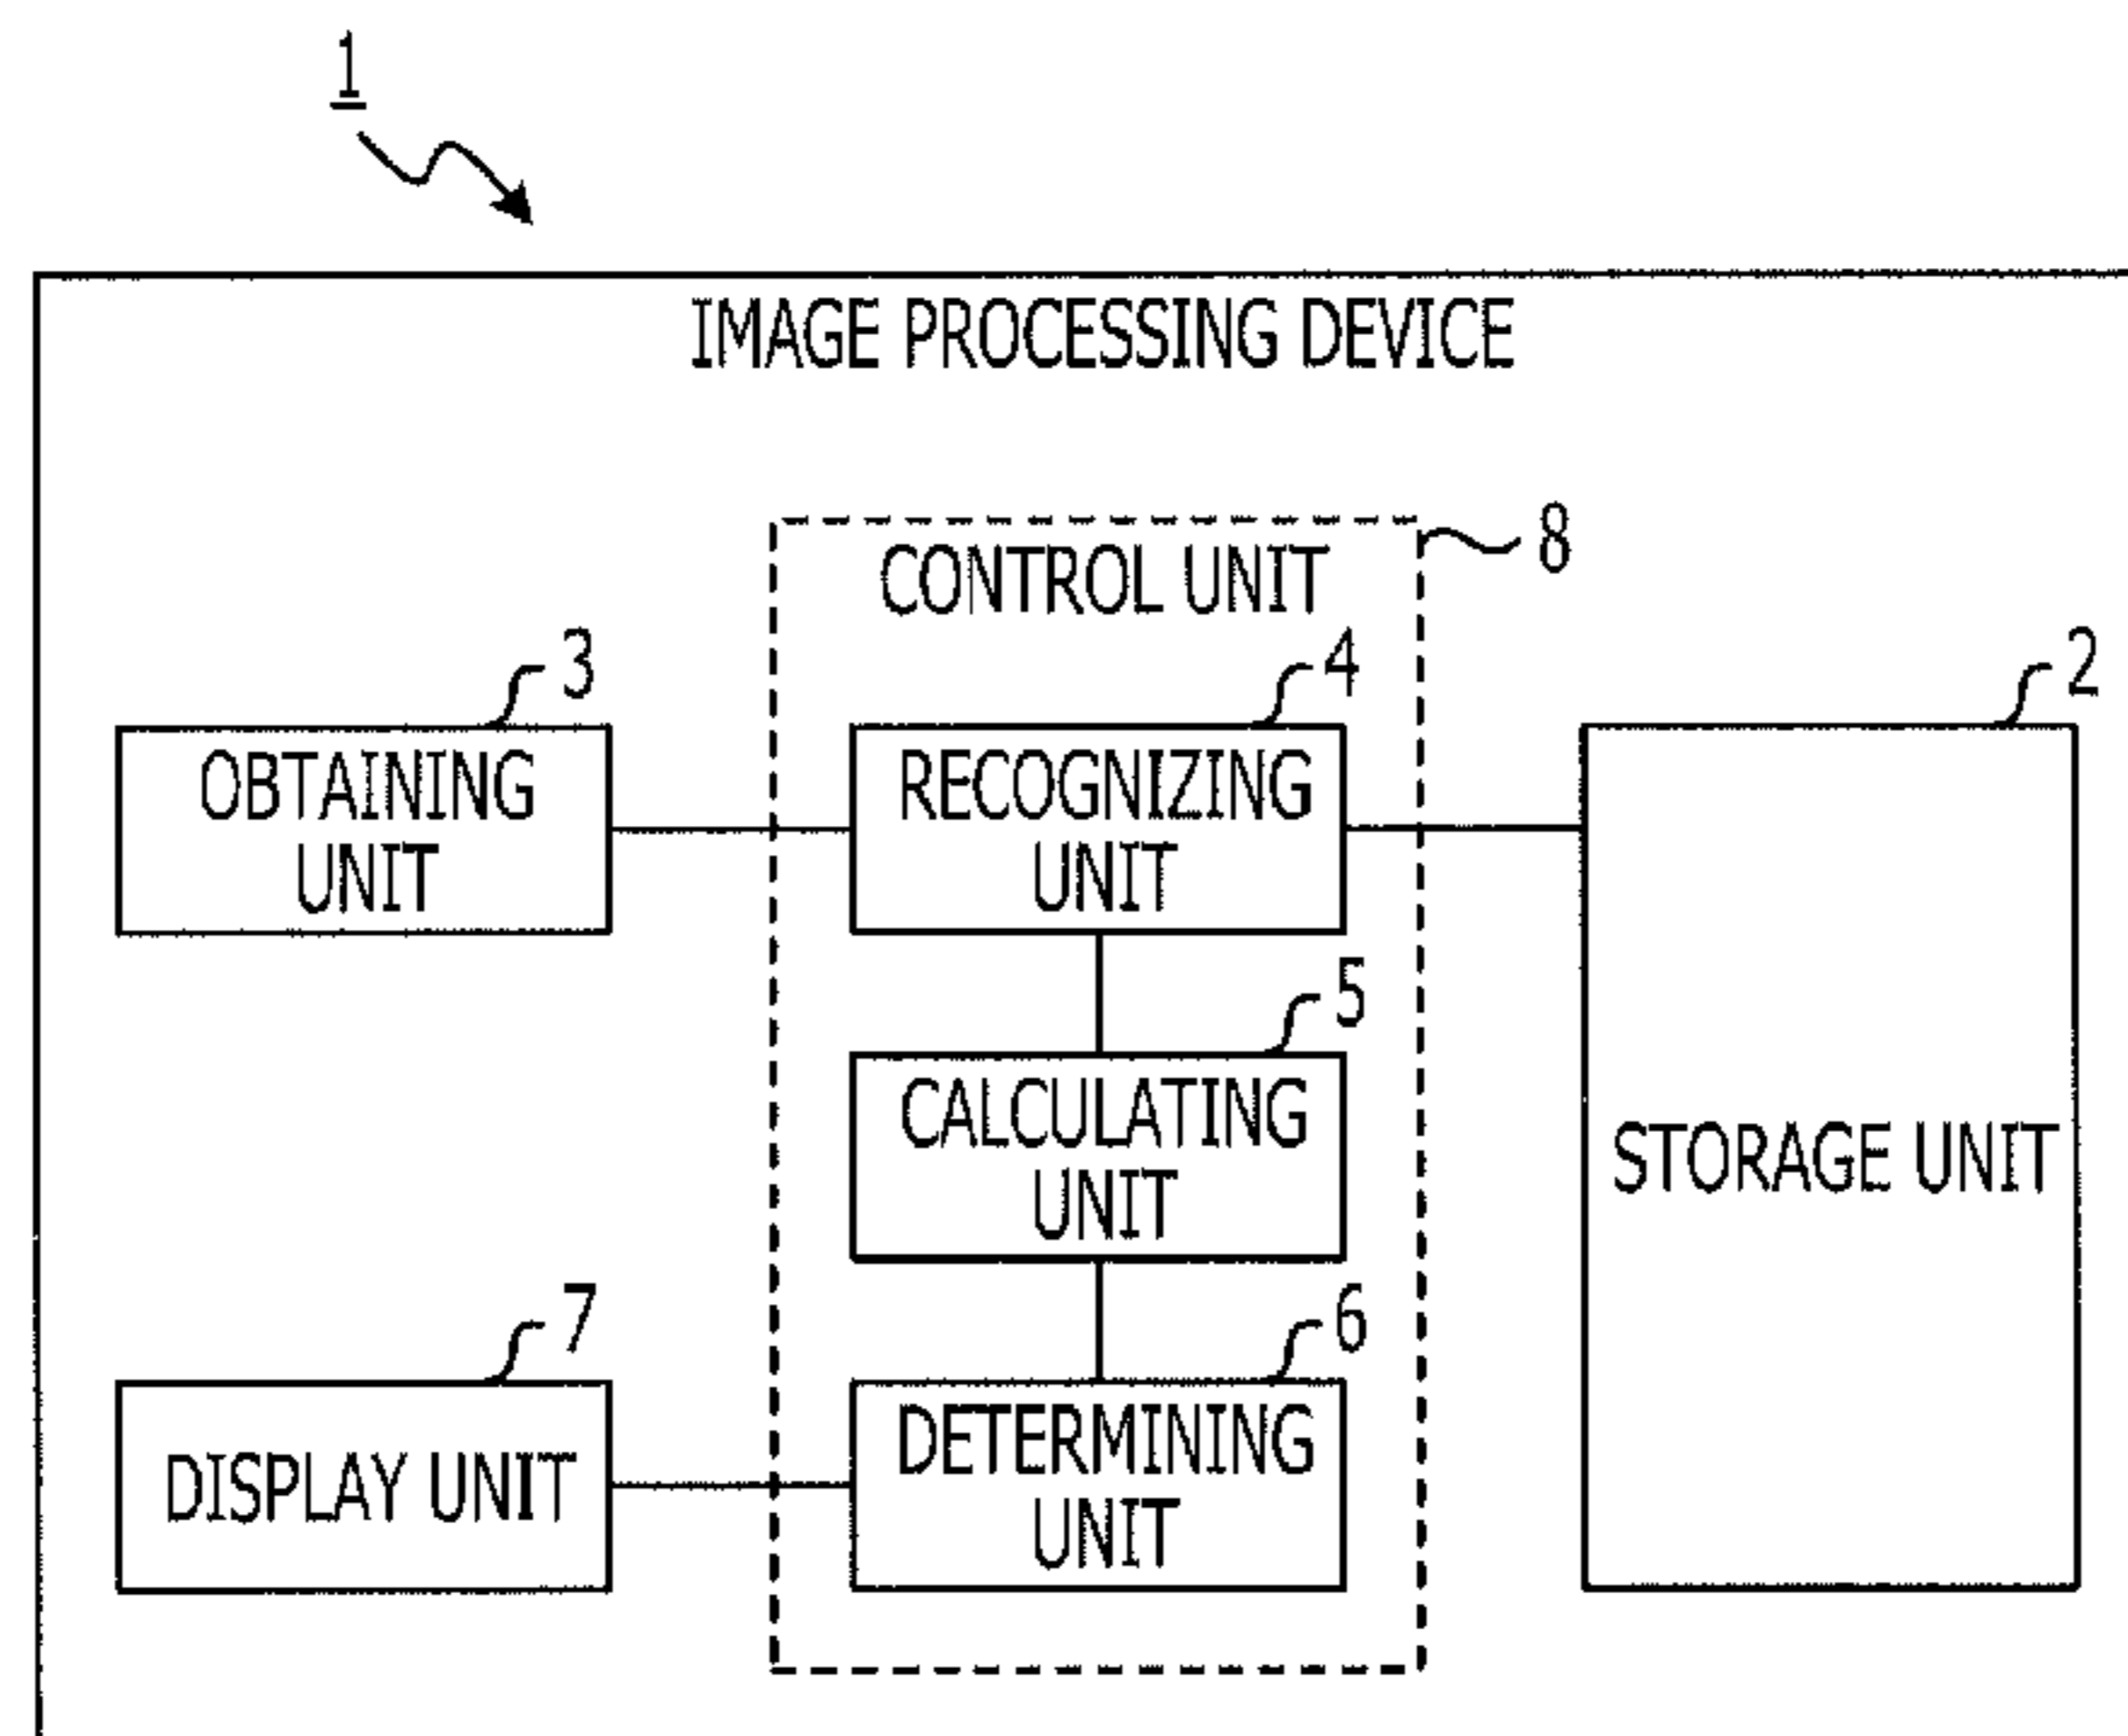 1
IMAGE PROCESSING DEVICE
CONTROL UNIT
8
3
OBTAINING
UNIT
4
RECOGNIZING
UNIT
2
STORAGE UNIT
5
CALCULATING
UNIT
7
DISPLAY UNIT
6
DETERMINING
UNIT